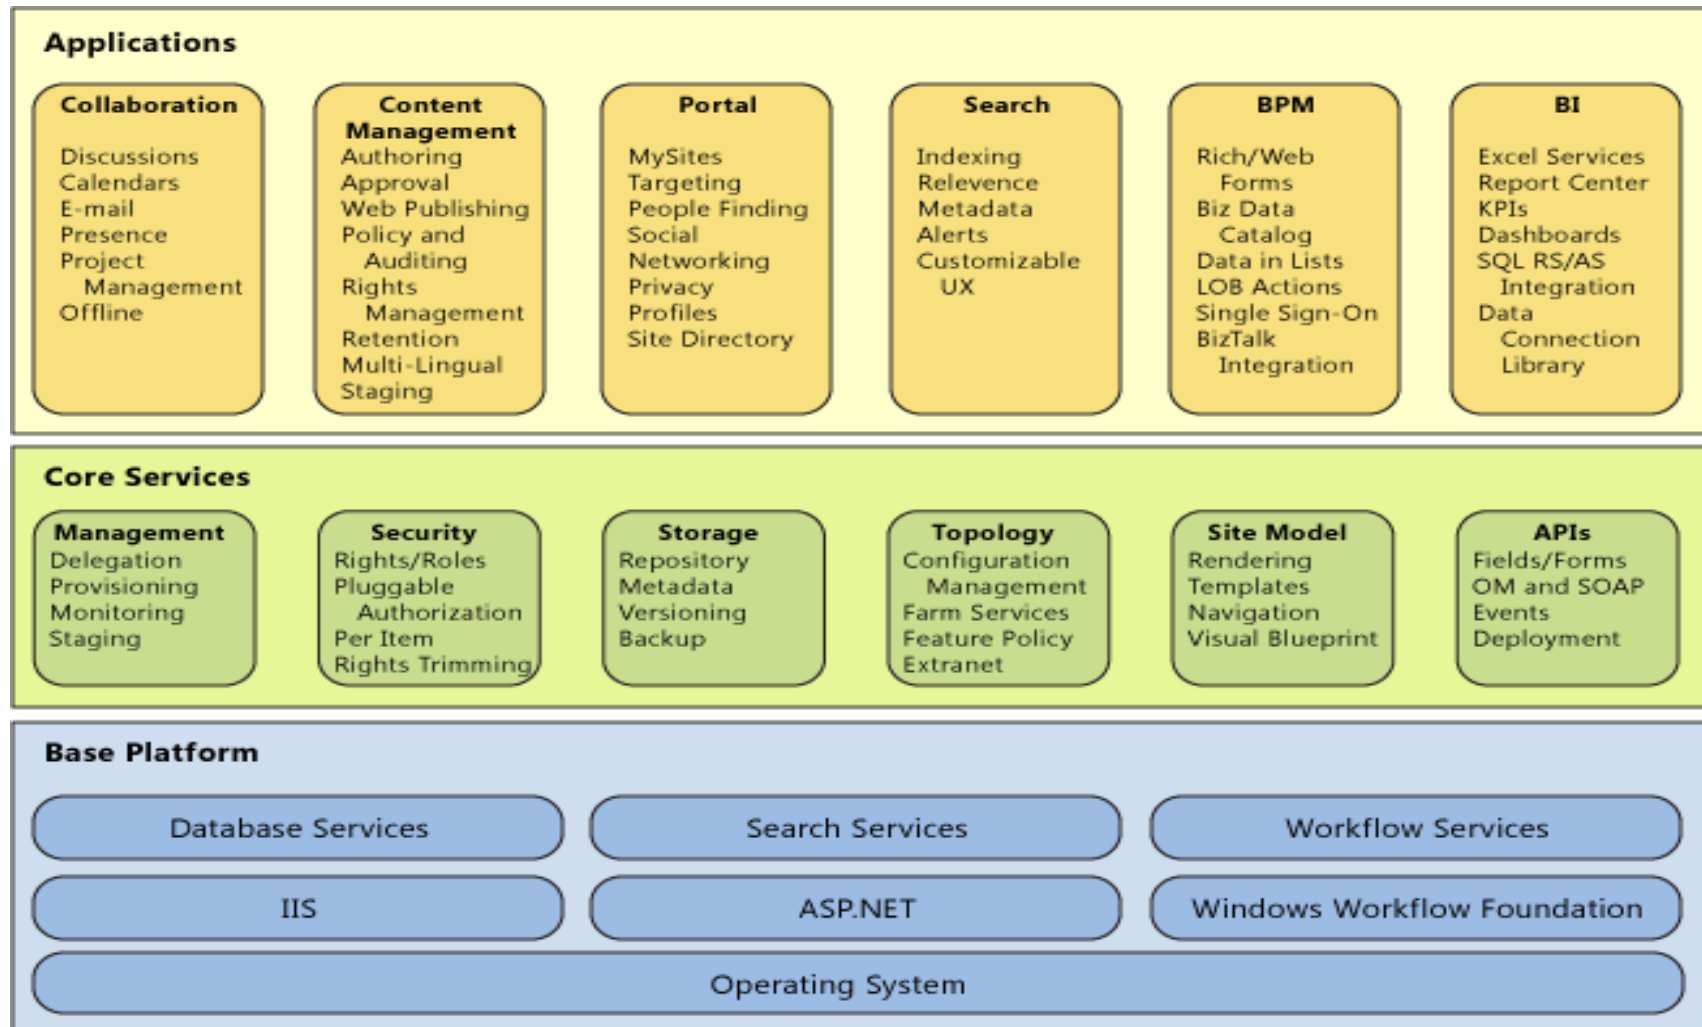 Applications
Collaboration
Discussions
Calendars
E-mail
Presence
Project
Management
Offline
Content
Management
Authoring
Approval
Web Publishing
Policy and
Auditing
Rights
Management
Retention
Multi-Lingual
Staging
Portal
MySites
Targeting
People Finding
Social
Networking
Privacy
Profiles
Site Directory
Search
Indexing
Relevence
Metadata
Alerts
Customizable
UX
BPM
Rich/Web
Forms
Biz Data
Catalog
Data in Lists
LOB Actions
Single Sign-On
BizTalk
Integration
BI
Excel Services
Report Center
KPIs
Dashboards
SQL RS/AS
Integration
Data
Connection
Library
Core Services
Management
Delegation
Provisioning
Monitoring
Staging
Security
Rights/Roles
Pluggable
Authorization
Per Item
Rights Trimming
Storage
Repository
Metadata
Versioning
Backup
Topology
Configuration
Management
Farm Services
Feature Policy
Extranet
Site Model
Rendering
Templates
Navigation
Visual Blueprint
APIs
Fields/Forms
OM and SOAP
Events
Deployment
Base Platform
Database Services
Search Services
Workflow Services
IIS
ASP.NET
Windows Workflow Foundation
Operating System